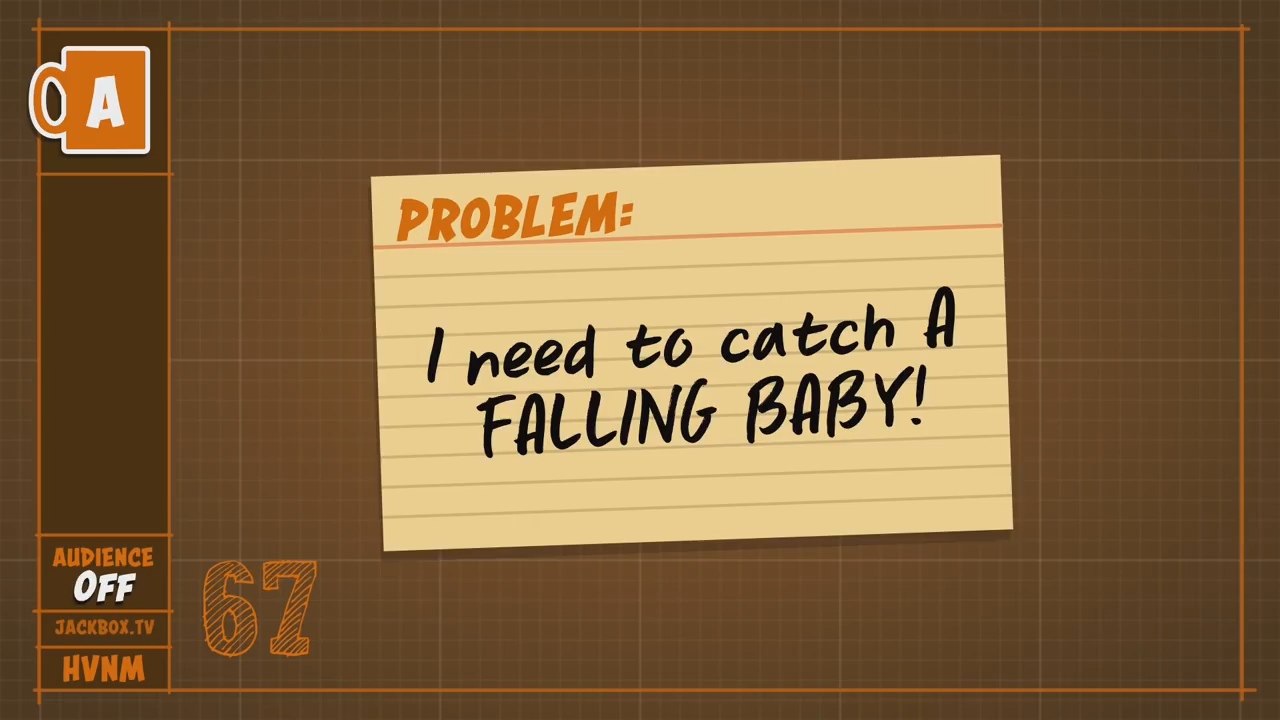 A
PROBLEM:
I need to catch A
FALLING BABY!
AUDIENCE
OFF
JACKBOX.TV
HVNM
67